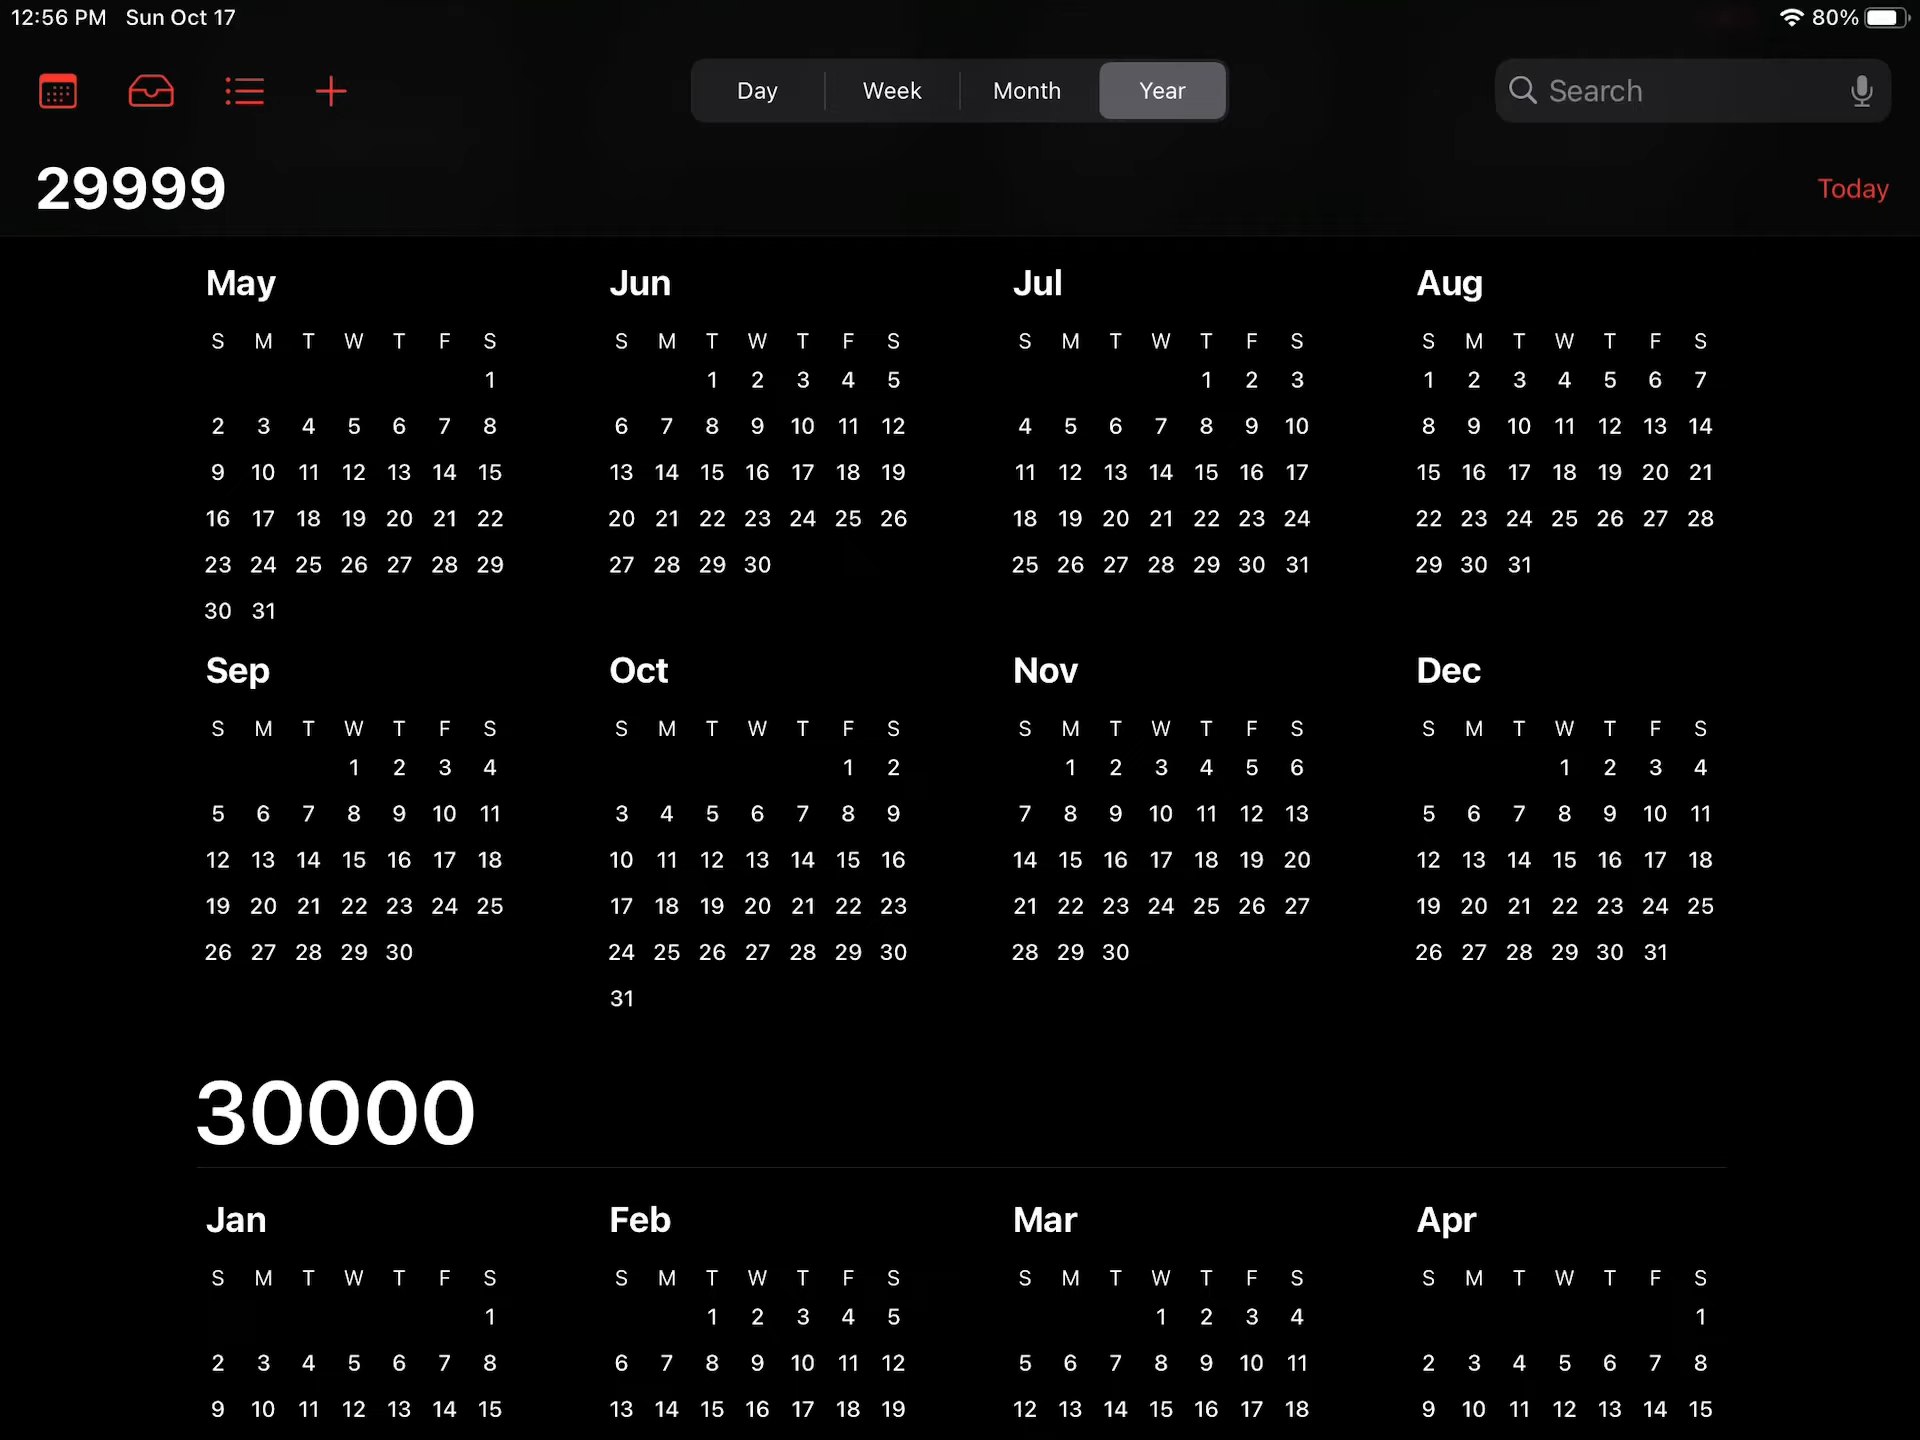 12:56 PM Sun Oct 17 80%
Day Week Month Year Search
29999 Today
May Jun Jul Aug
S M T W T F S S M T W T F S S M T W T F S S M T W T F S
1 1 2 3 4 5 1 2 3 1 2 3 4 5 6 7
2 3 4 5 6 7 8 6 7 8 9 10 11 12 4 5 6 7 8 9 10 8 9 10 11 12 13 14
9 10 11 12 13 14 15 13 14 15 16 17 18 19 11 12 13 14 15 16 17 15 16 17 18 19 20 21
16 17 18 19 20 21 22 20 21 22 23 24 25 26 18 19 20 21 22 23 24 22 23 24 25 26 27 28
23 24 25 26 27 28 29 27 28 29 30 25 26 27 28 29 30 31 29 30 31
30 31
Sep Oct Nov Dec
S M T W T F S S M T W T F S S M T W T F S S M T W T F S
1 2 3 4 1 2 1 2 3 4 5 6 1 2 3 4
5 6 7 8 9 10 11 3 4 5 6 7 8 9 7 8 9 10 11 12 13 5 6 7 8 9 10 11
12 13 14 15 16 17 18 10 11 12 13 14 15 16 14 15 16 17 18 19 20 12 13 14 15 16 17 18
19 20 21 22 23 24 25 17 18 19 20 21 22 23 21 22 23 24 25 26 27 19 20 21 22 23 24 25
26 27 28 29 30 24 25 26 27 28 29 30 28 29 30 26 27 28 29 30 31
31
30000
Jan Feb Mar Apr
S M T W T F S S M T W T F S S M T W T F S S M T W T F S
1 1 2 3 4 5 1 2 3 4 1
2 3 4 5 6 7 8 6 7 8 9 10 11 12 5 6 7 8 9 10 11 2 3 4 5 6 7 8
9 10 11 12 13 14 15 13 14 15 16 17 18 19 12 13 14 15 16 17 18 9 10 11 12 13 14 15